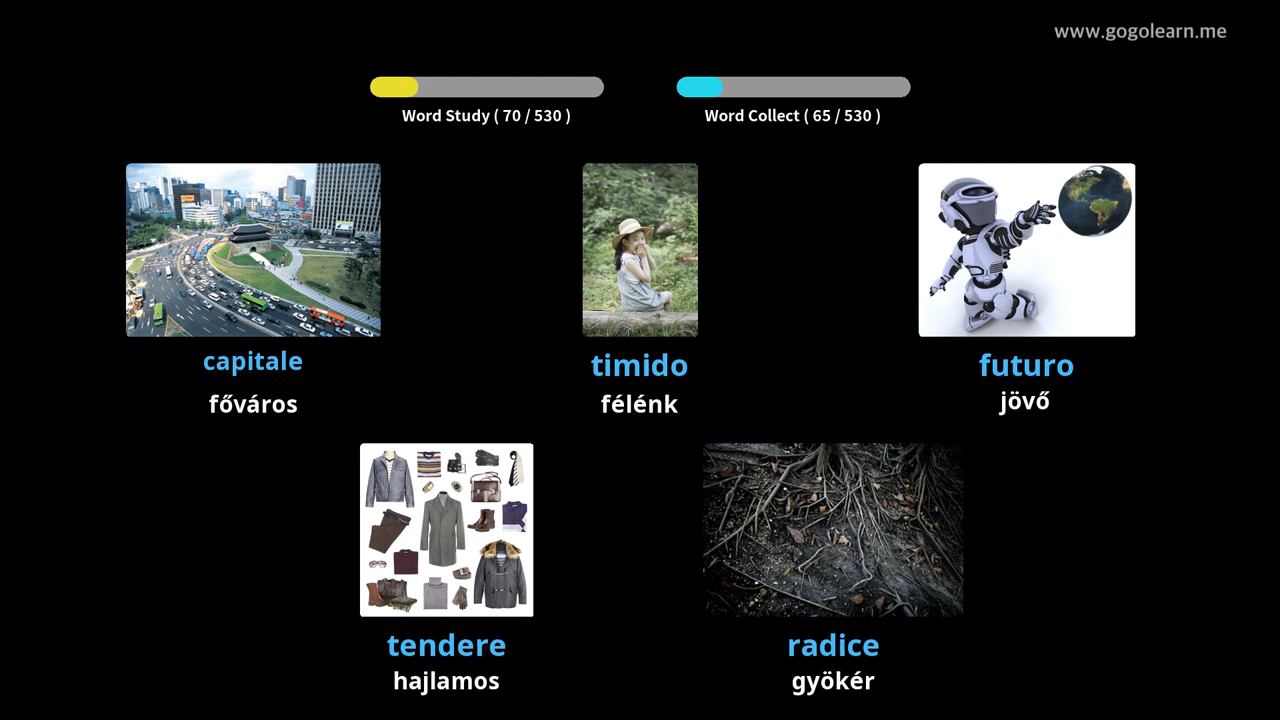 www.gogolearn.me
Word Study ( 70 / 530 )
Word Collect ( 65 / 530 )
capitale
főváros
timido
félénk
futuro
jövő
tendere
hajlamos
radice
gyökér